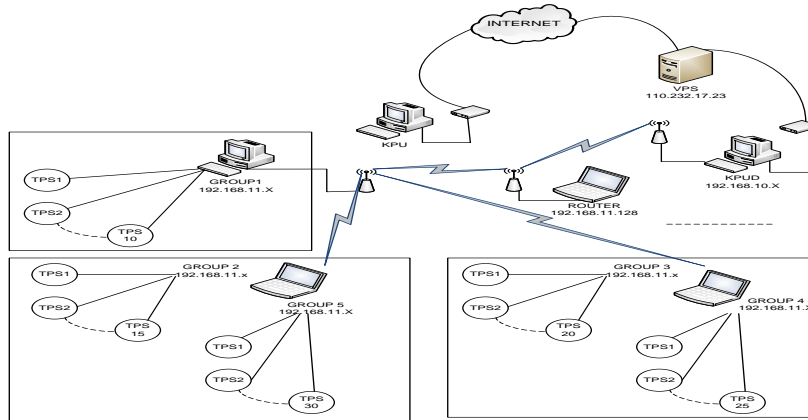 INTERNET
VPS
110.232.17.23
KPU
KPUD
192.168.10.X
GROUP1
192.168.11.X
TPS1
TPS2
TPS
10
ROUTER
192.168.11.128
GROUP 2
192.168.11.x
TPS1
TPS2
TPS
15
GROUP 5
192.168.11.X
TPS1
TPS2
TPS
30
GROUP 3
192.168.11.x
TPS1
TPS2
TPS
20
GROUP 4
192.168.11.X
TPS1
TPS2
TPS
25